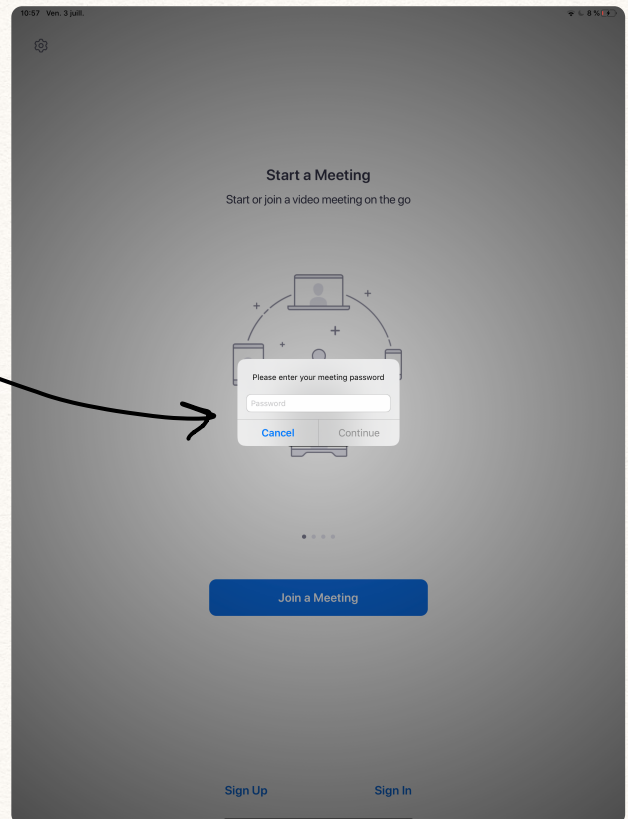 10:57 Ven. 3 juill.
8 %
Start a Meeting
Start or join a video meeting on the go
Please enter your meeting password
Password
Cancel Continue
Join a Meeting
Sign Up Sign In